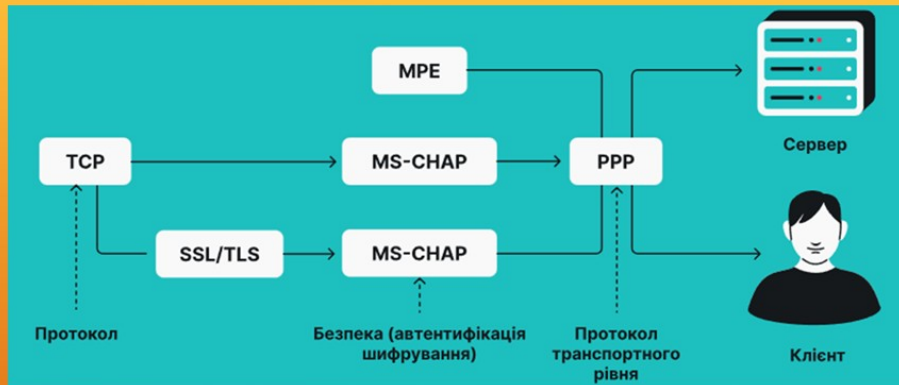 MPE
Сервер
TCP
MS-CHAP
PPP
SSL/TLS
MS-CHAP
Протокол
Безпека (автентифікація
шифрування)
Протокол
транспортного
рівня
Клієнт